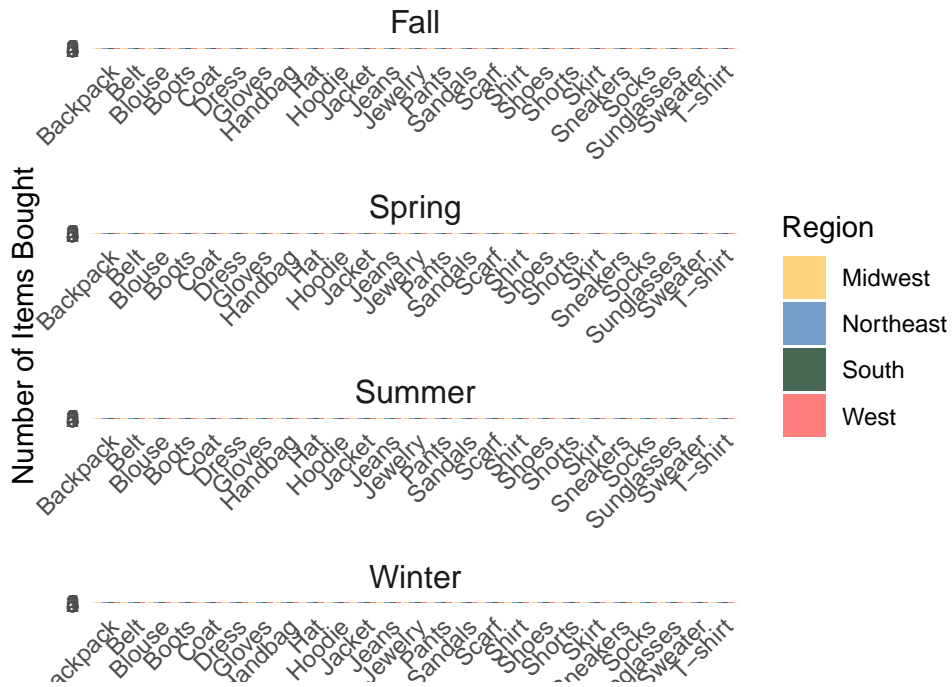 Fall
Backpack
Belt
Blouse
Boots
Coat
Dress
Gloves
Handbag
Hat
Hoodie
Jacket
Jeans
Jewelry
Pants
Sandals
Scarf
Shirt
Shoes
Shorts
Skirt
Sneakers
Socks
Sunglasses
Sweater
T-shirt
Number of Items Bought
Spring
Backpack
Belt
Blouse
Boots
Coat
Dress
Gloves
Handbag
Hat
Hoodie
Jacket
Jeans
Jewelry
Pants
Sandals
Scarf
Shirt
Shoes
Shorts
Skirt
Sneakers
Socks
Sunglasses
Sweater
T-shirt
Region
Midwest
Northeast
South
West
Summer
Backpack
Belt
Blouse
Boots
Coat
Dress
Gloves
Handbag
Hat
Hoodie
Jacket
Jeans
Jewelry
Pants
Sandals
Scarf
Shirt
Shoes
Shorts
Skirt
Sneakers
Socks
Sunglasses
Sweater
T-shirt
Winter
ackpack
Belt
Blouse
Boots
Coat
Dress
Gloves
andbag
Hat
Hoodie
Jacket
Jeans
Jewelry
Pants
Sandals
Scarf
Shirt
Shoes
Shorts
Skirt
neakers
Socks
glasses
Sweater
T-shirt